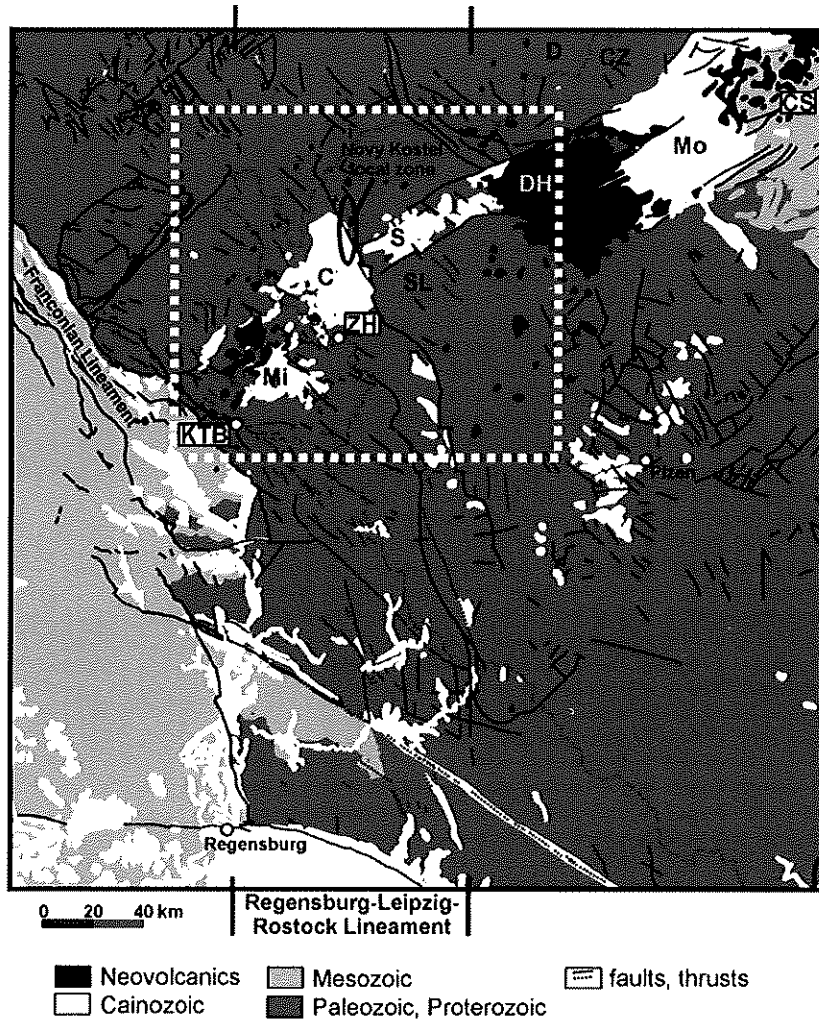 D CZ
CS
Mo
Novy Kostel
focal zone
DH
S
C
SL
Franconian Lineament
ZH
Mi
KTB
Plzen
Regensburg
0 20 40 km
Regensburg-Leipzig-
Rostock Lineament
Neovolcanics
Mesozoic
faults, thrusts
Cainozoic
Paleozoic, Proterozoic